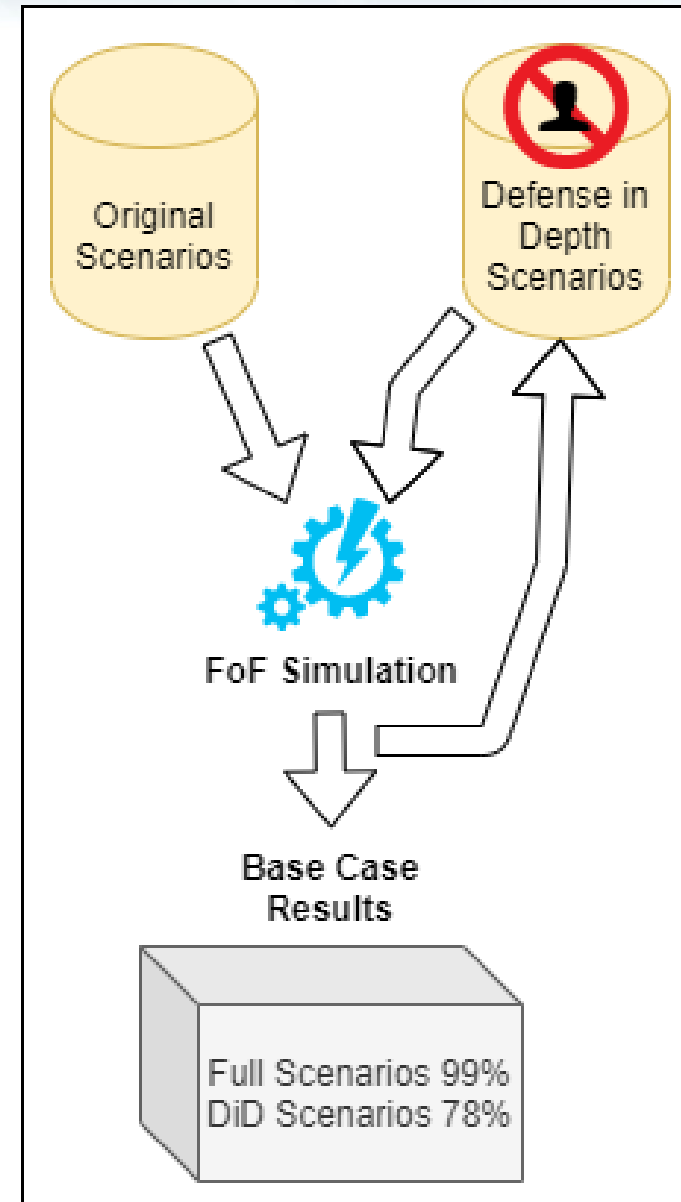 Original
Scenarios
Defense in
Depth
Scenarios
FoF Simulation
Base Case
Results
Full Scenarios 99%
DiD Scenarios 78%